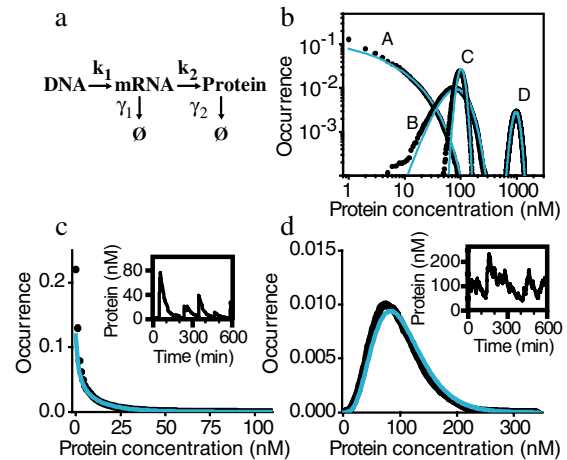 a
DNA k₁ mRNA k₂ Protein
γ₁ γ₂
Ø Ø
b
Occurrence
10⁻¹
10⁻²
10⁻³
A
B
C
D
1 10 100 1000
Protein concentration (nM)
c
Occurrence
0.2
0.1
0.0
0 25 50 75 100
Protein concentration (nM)
Protein (nM)
80
40
0
0 300 600
Time (min)
d
0.015
0.010
0.005
0.000
0 100 200 300
Protein concentration (nM)
Protein (nM)
200
100
0
0 300 600
Time (min)